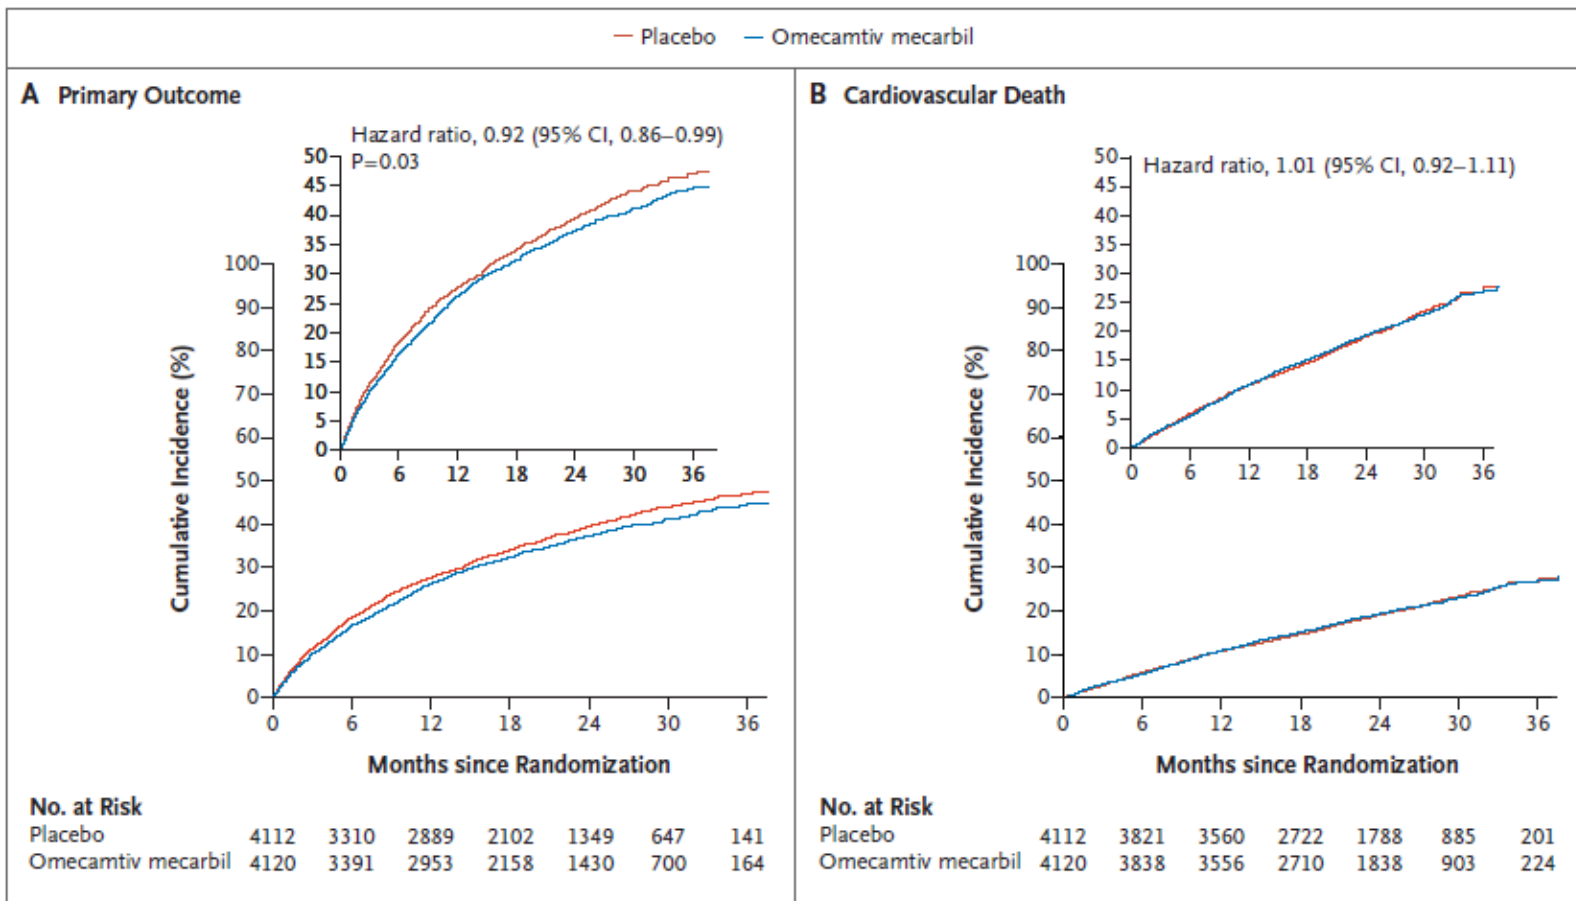 Placebo Omecamtiv mecarbil
A Primary Outcome
Hazard ratio, 0.92 (95% CI, 0.86–0.99)
P=0.03
50
45
40
35
30
25
20
15
10
5
0
0 6 12 18 24 30 36
100
90
80
70
60
50
40
30
20
10
0
0 6 12 18 24 30 36
Cumulative Incidence (%)
Months since Randomization
No. at Risk
Placebo 4112 3310 2889 2102 1349 647 141
Omecamtiv mecarbil 4120 3391 2953 2158 1430 700 164
B Cardiovascular Death
Hazard ratio, 1.01 (95% CI, 0.92–1.11)
50
45
40
35
30
25
20
15
10
5
0
0 6 12 18 24 30 36
100
90
80
70
60
50
40
30
20
10
0
0 6 12 18 24 30 36
Cumulative Incidence (%)
Months since Randomization
No. at Risk
Placebo 4112 3821 3560 2722 1788 885 201
Omecamtiv mecarbil 4120 3838 3556 2710 1838 903 224